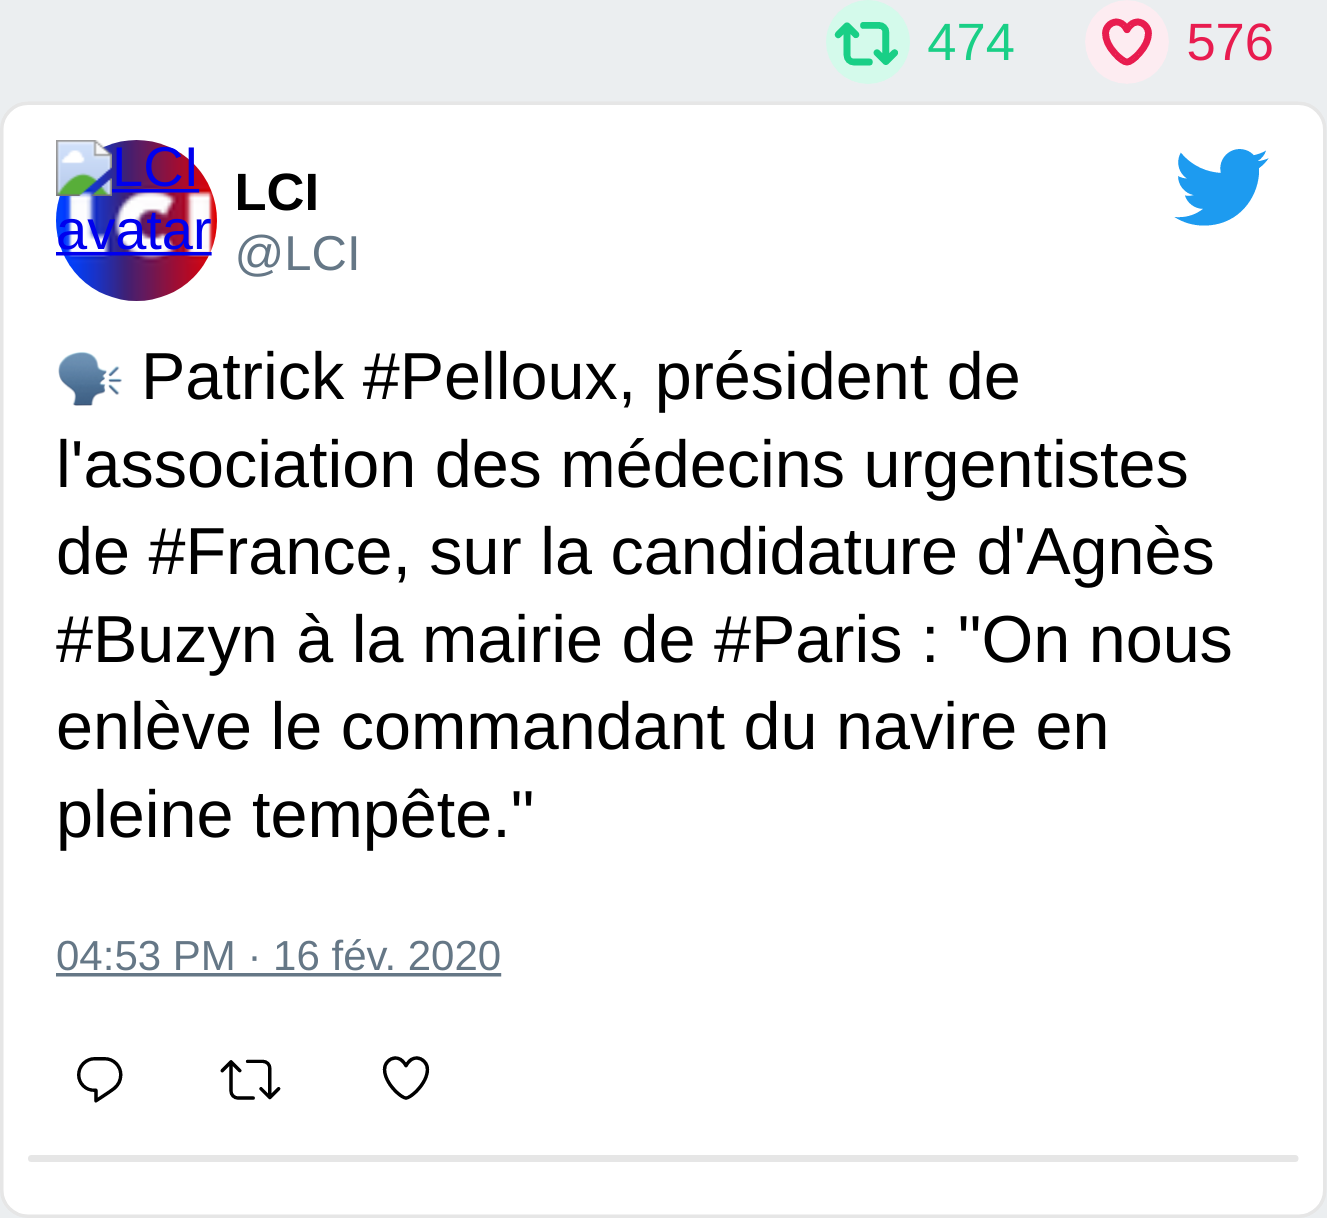 474 576
LCI
avatar
LCI
@LCI
🗣 Patrick #Pelloux, président de
l'association des médecins urgentistes
de #France, sur la candidature d'Agnès
#Buzyn à la mairie de #Paris : "On nous
enlève le commandant du navire en
pleine tempête."
04:53 PM · 16 fév. 2020